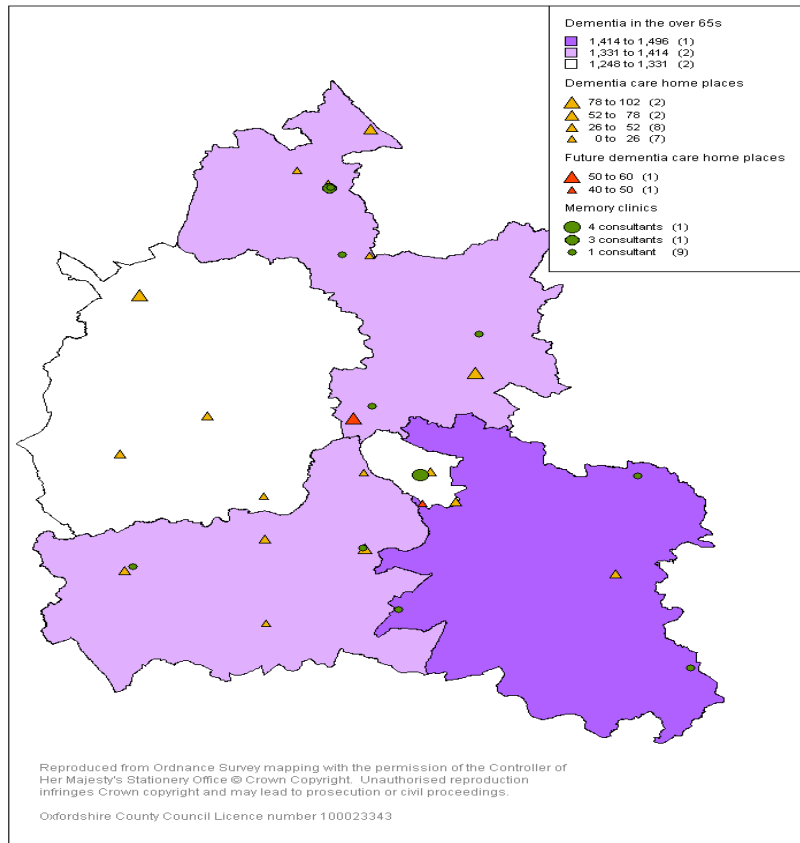 Dementia in the over 65s
1,414 to 1,496 (1)
1,331 to 1,414 (2)
1,248 to 1,331 (2)
Dementia care home places
78 to 102 (2)
52 to 78 (2)
26 to 52 (8)
0 to 26 (7)
Future dementia care home places
50 to 60 (1)
40 to 50 (1)
Memory clinics
4 consultants (1)
3 consultants (1)
1 consultant (9)
Reproduced from Ordnance Survey mapping with the permission of the Controller of
Her Majesty's Stationery Office © Crown Copyright. Unauthorised reproduction
infringes Crown copyright and may lead to prosecution or civil proceedings.
Oxfordshire County Council Licence number 100023343